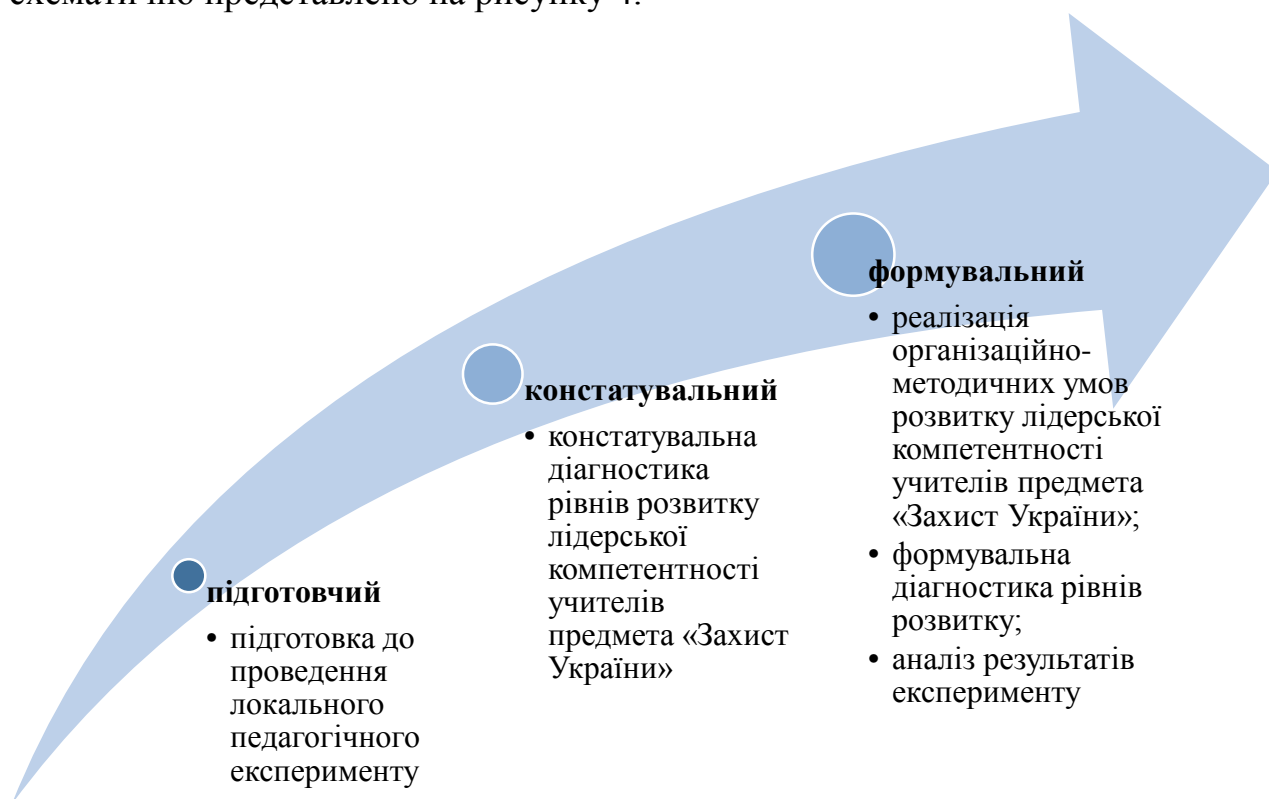 схематично представлено на рисунку 4.
підготовчий
• підготовка до
проведення
локального
педагогічного
експерименту
констатувальний
• констатувальна
діагностика
рівнів розвитку
лідерської
компетентності
учителів
предмета «Захист
України»
формувальний
• реалізація
організаційно-
методичних умов
розвитку лідерської
компетентності
учителів предмета
«Захист України»;
• формувальна
діагностика рівнів
розвитку;
• аналіз результатів
експерименту